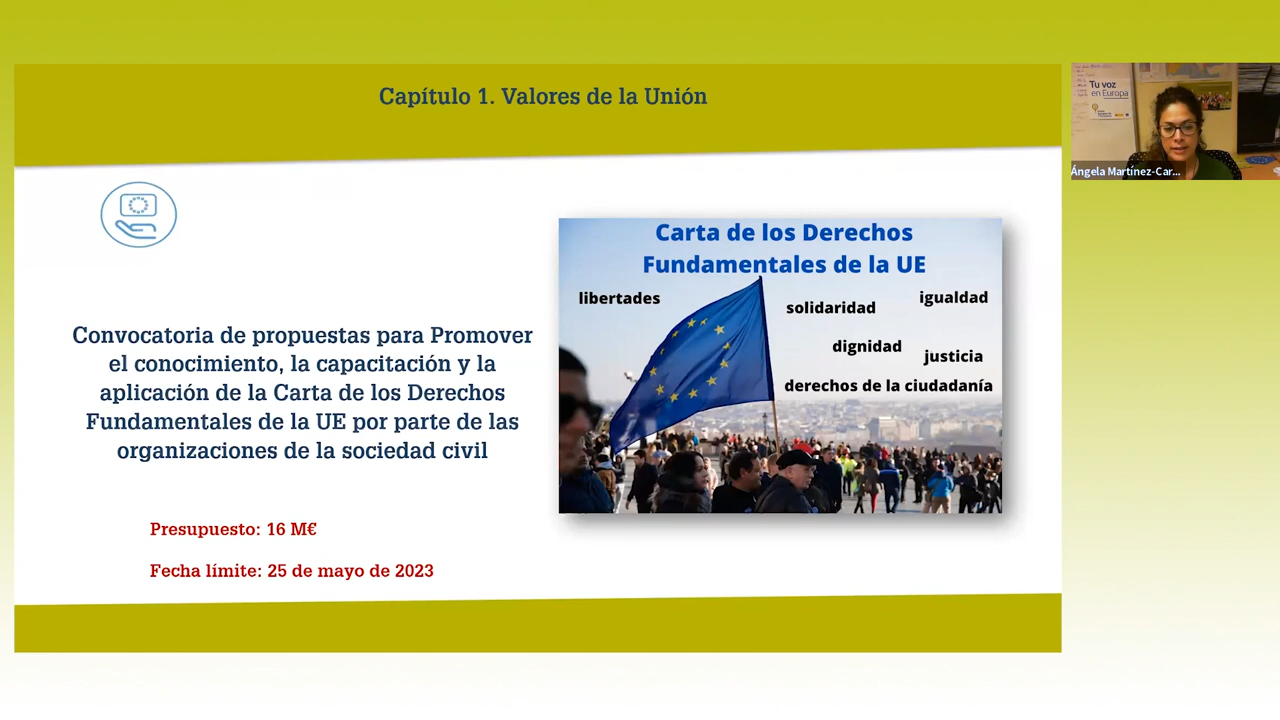 Capítulo 1. Valores de la Unión
Convocatoria de propuestas para Promover
el conocimiento, la capacitación y la
aplicación de la Carta de los Derechos
Fundamentales de la UE por parte de las
organizaciones de la sociedad civil
Presupuesto: 16 M€
Fecha límite: 25 de mayo de 2023
Carta de los Derechos
Fundamentales de la UE
libertades
solidaridad
igualdad
dignidad
justicia
derechos de la ciudadanía
Tu voz
en Europa
Ángela Martínez-Car...